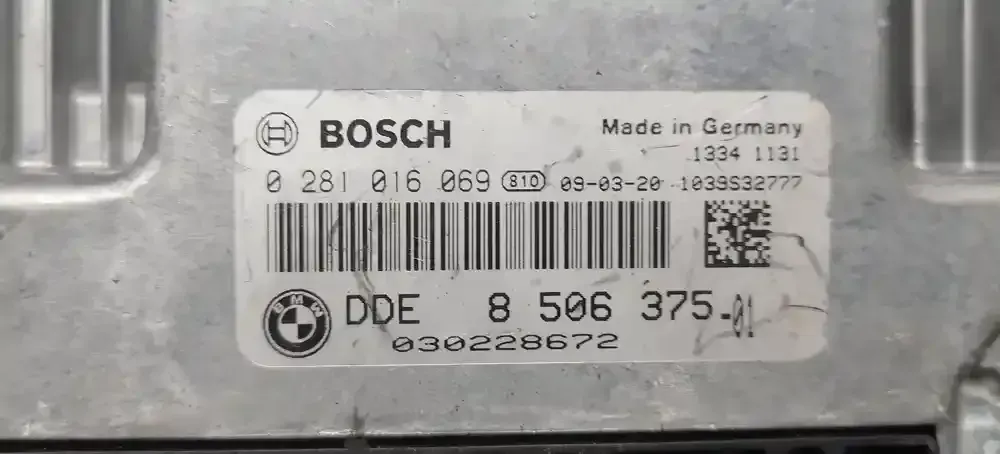 BOSCH
Made in Germany
1334 1131
0 281 016 069 810 09-03-20 1039S32777
BMW
DDE 8 506 375.01
030228672